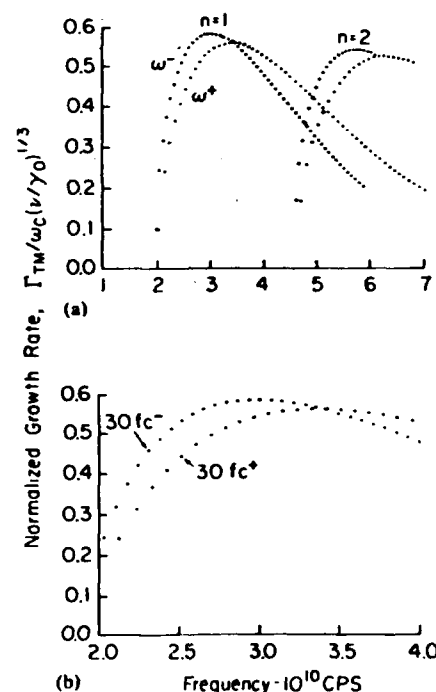 n=1
n=2
ω⁻
ω⁺
0.6
0.5
0.4
0.3
0.2
0.1
0.0
1 2 3 4 5 6 7
(a)
Normalized Growth Rate, Γ_TM/ω_C(ν/γ_O)^1/3
0.6
0.5
0.4
0.3
0.2
0.1
0.0
30 fc⁻
30 fc⁺
2.0 2.5 3.0 3.5 4.0
(b) Frequency-10¹⁰ CPS